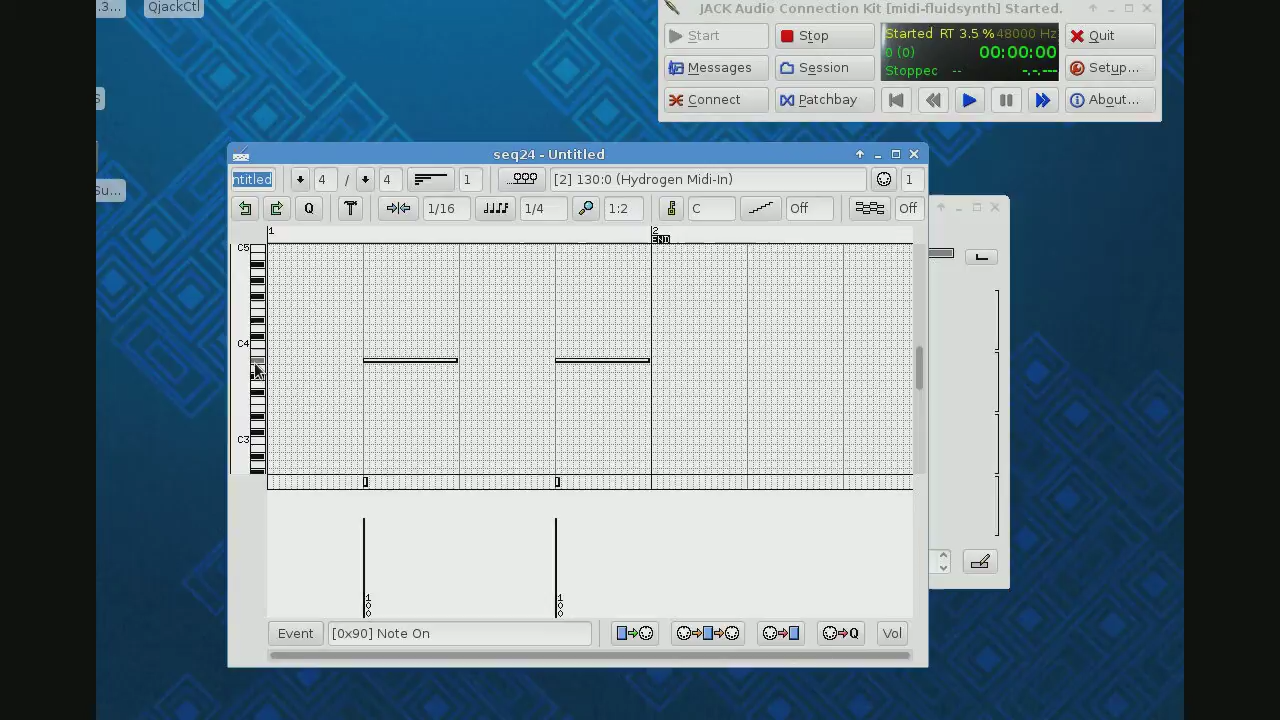 .3...
QjackCtl
S
Su...
JACK Audio Connection Kit [midi-fluidsynth] Started.
Start
Stop
Started RT 3.5 % 48000 Hz
Quit
0 (0) 00:00:00
Messages
Session
Stoppec -- -.-.---
Setup...
Connect
Patchbay
About...
seq24 - Untitled
ntitled
4 / 4
1
[2] 130:0 (Hydrogen Midi-In)
1
Q
T
1/16
1/4
1:2
C
Off
Off
1
2
END
C5
C4
C3
100
100
Event
[0x90] Note On
Q
Vol